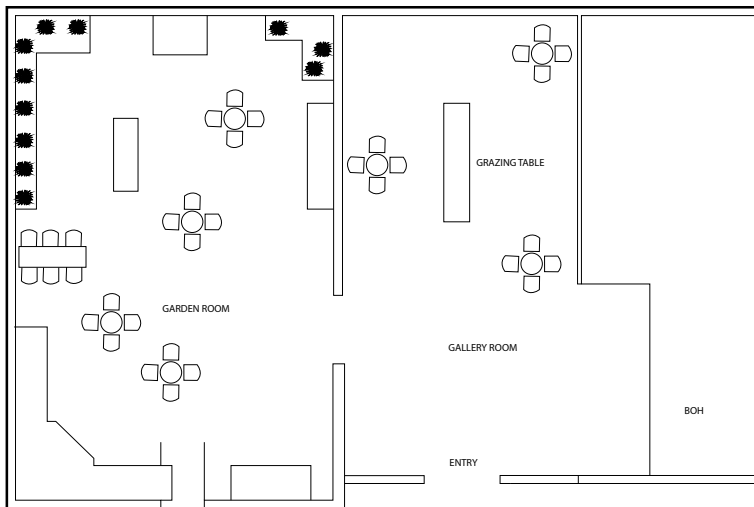 GRAZING TABLE
GARDEN ROOM
GALLERY ROOM
BOH
ENTRY